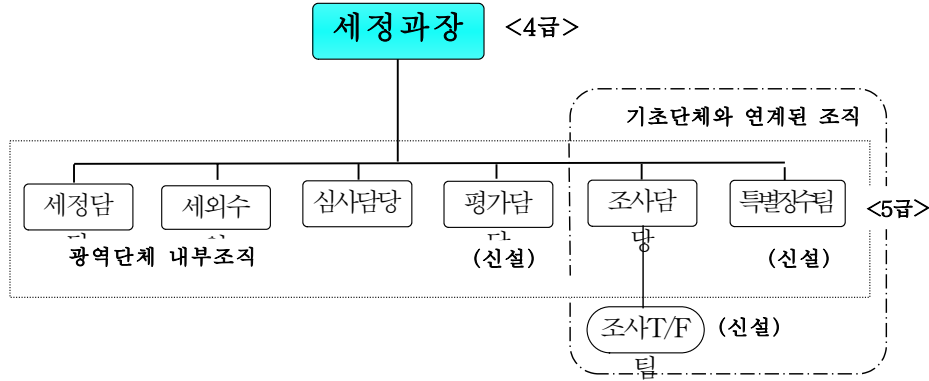 세정과장 <4급>
기초단체와 연계된 조직
세정담
세외수
심사담당
평가담
조사담
당
특별징수팀
<5급>
광역단체 내부조직
(신설)
(신설)
조사T/F
팀
(신설)